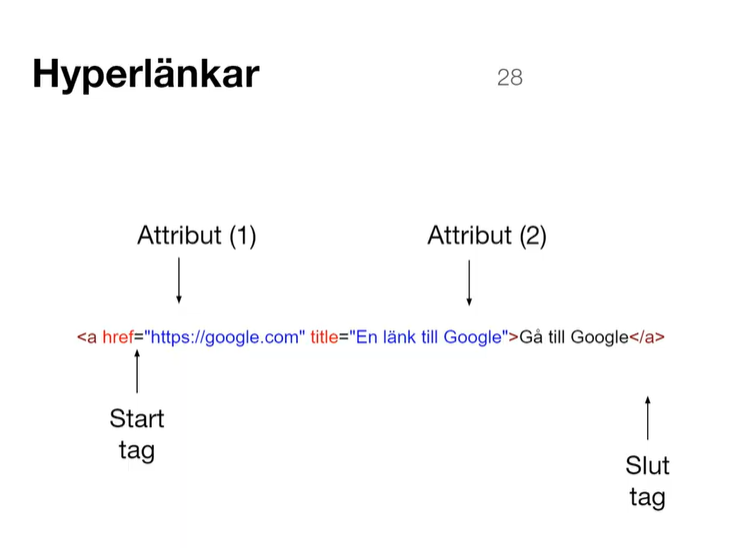 Hyperlänkar
28
Attribut (1)
Attribut (2)
<a href="https://google.com" title="En länk till Google">Gå till Google</a>
Start
tag
Slut
tag